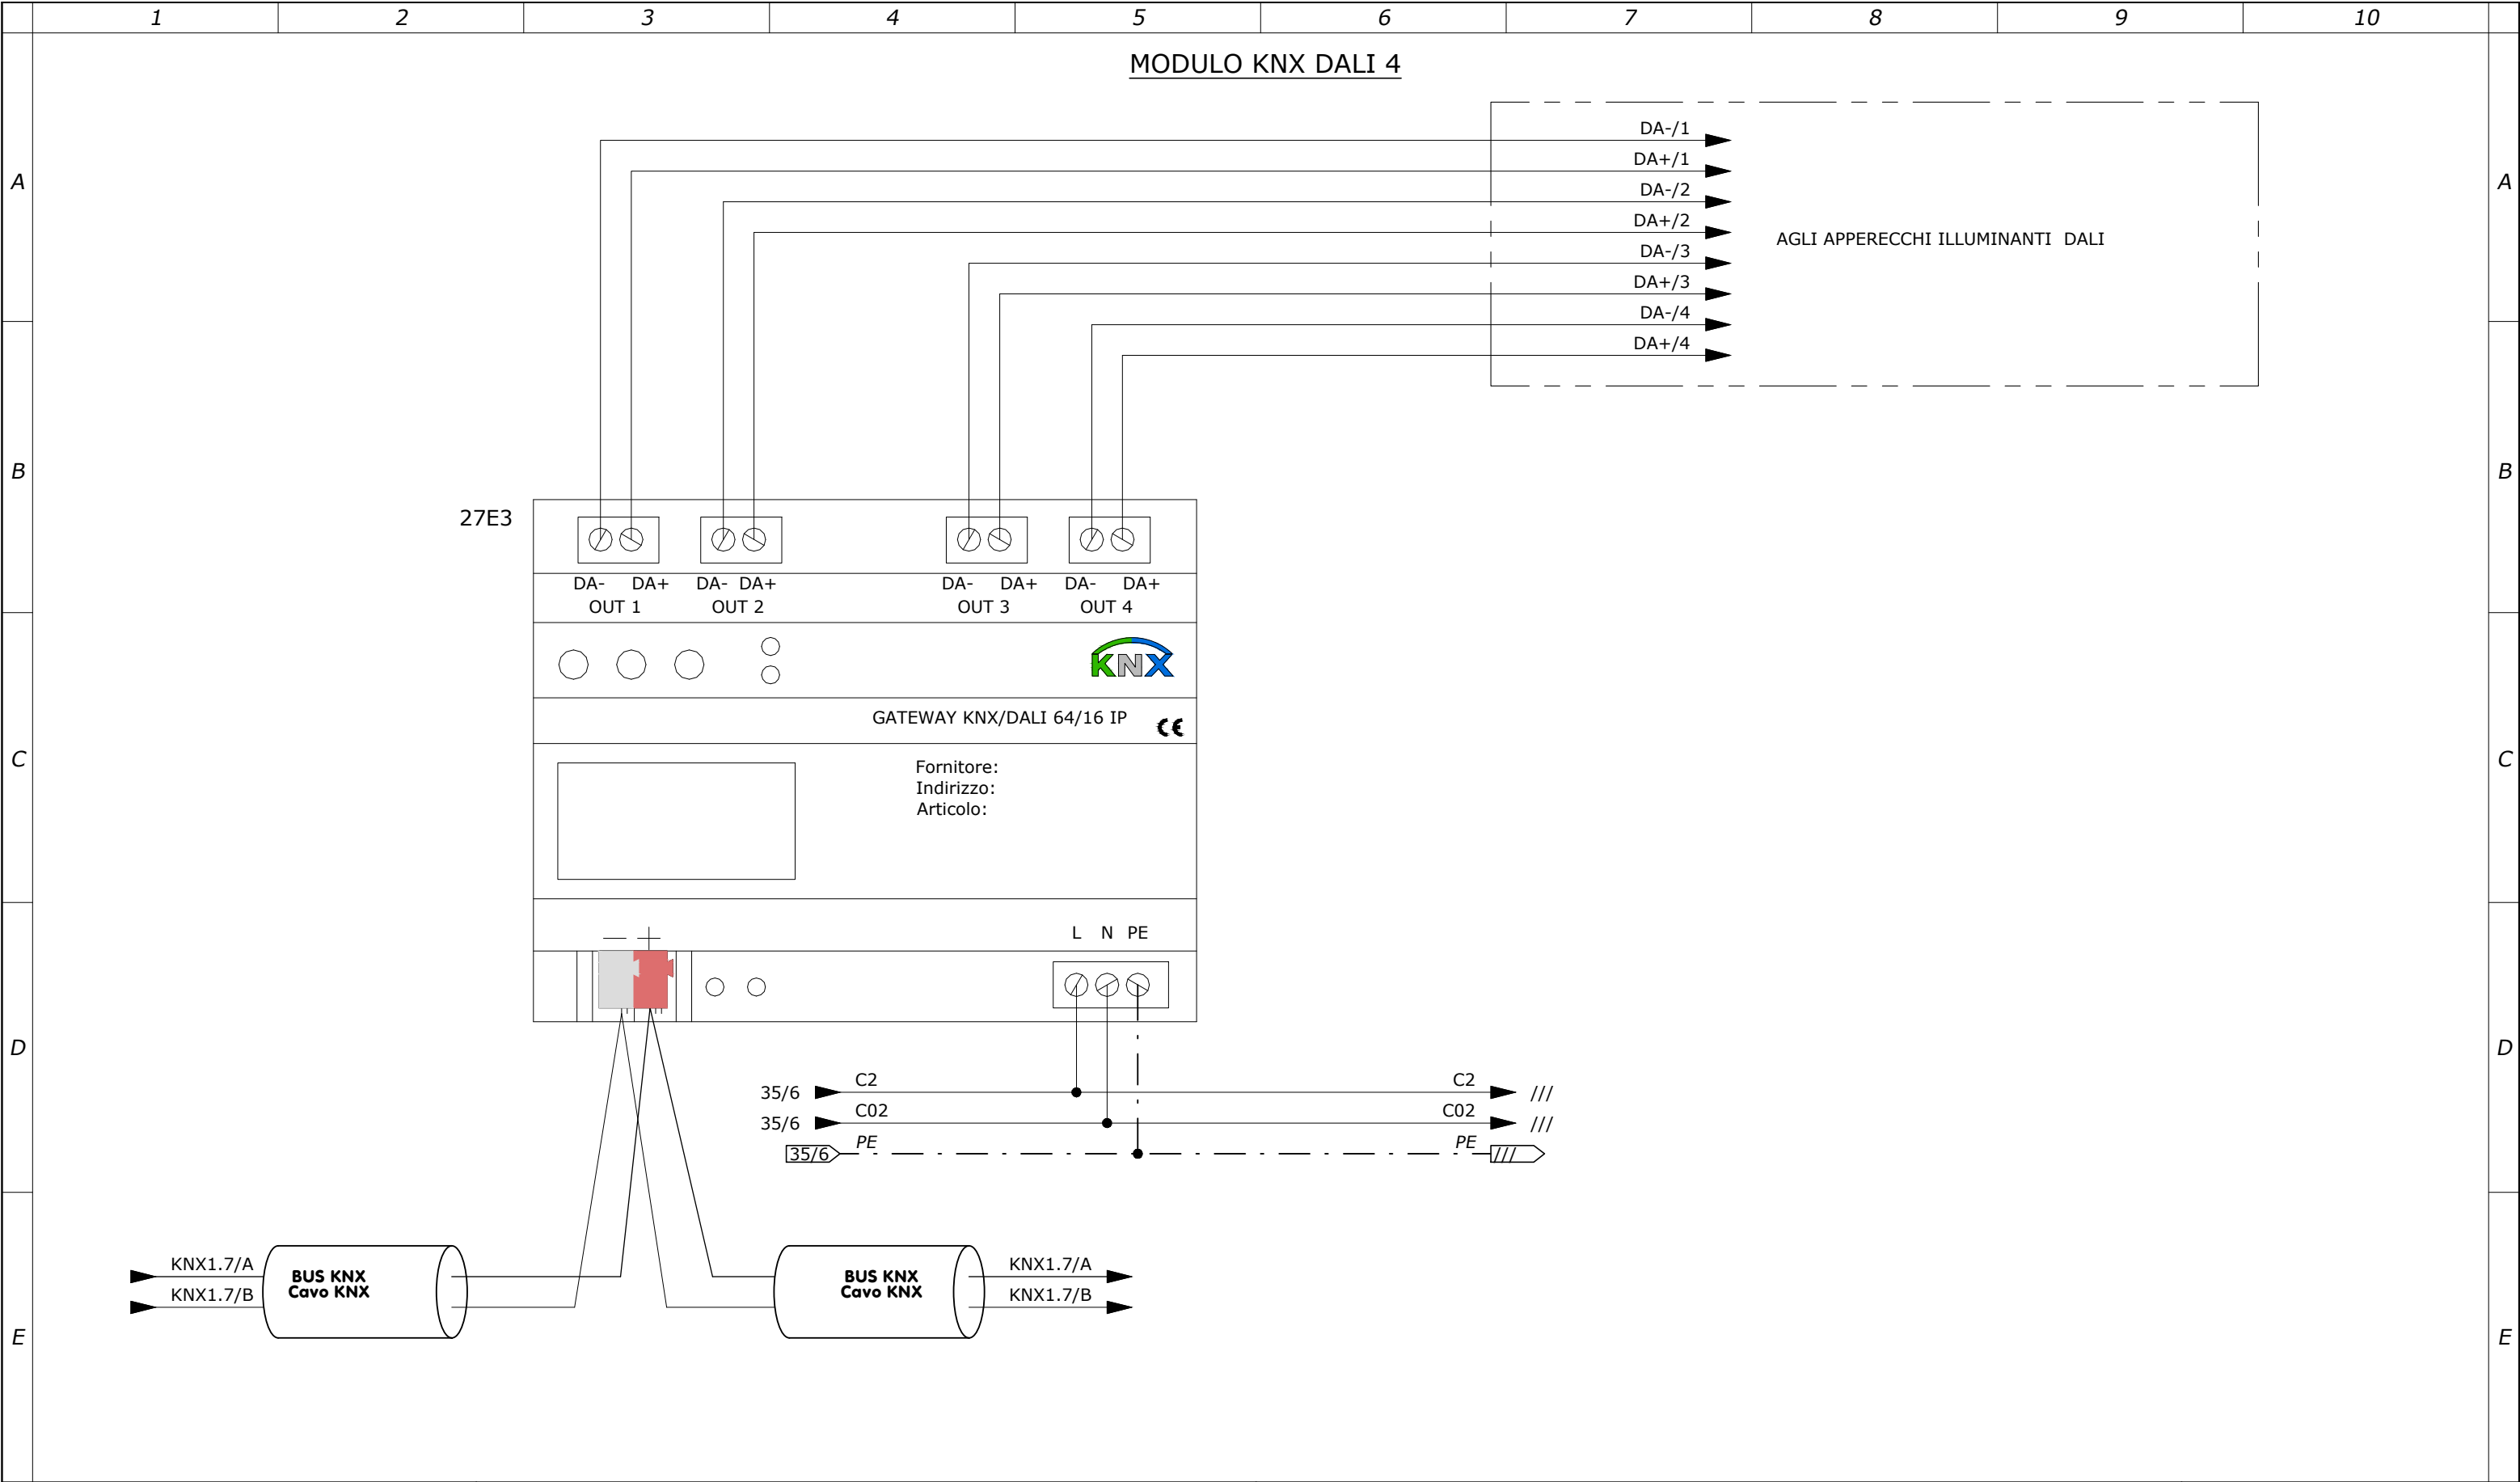 1 2 3 4 5 6 7 8 9 10
MODULO KNX DALI 4
DA-/1
DA+/1
A A
DA-/2
DA+/2
AGLI APPERECCHI ILLUMINANTI DALI
DA-/3
DA+/3
DA-/4
DA+/4
B B
27E3
DA- DA+ DA- DA+ DA- DA+ DA- DA+
OUT 1 OUT 2 OUT 3 OUT 4
KNX
GATEWAY KNX/DALI 64/16 IP CE
C C
Fornitore:
Indirizzo:
Articolo:
L N PE
— +
D D
C2 C2
35/6 ///
C02 C02
35/6 ///
PE PE
35/6 ///
KNX1.7/A KNX1.7/A
BUS KNX BUS KNX
Cavo KNX Cavo KNX
KNX1.7/B KNX1.7/B
E E